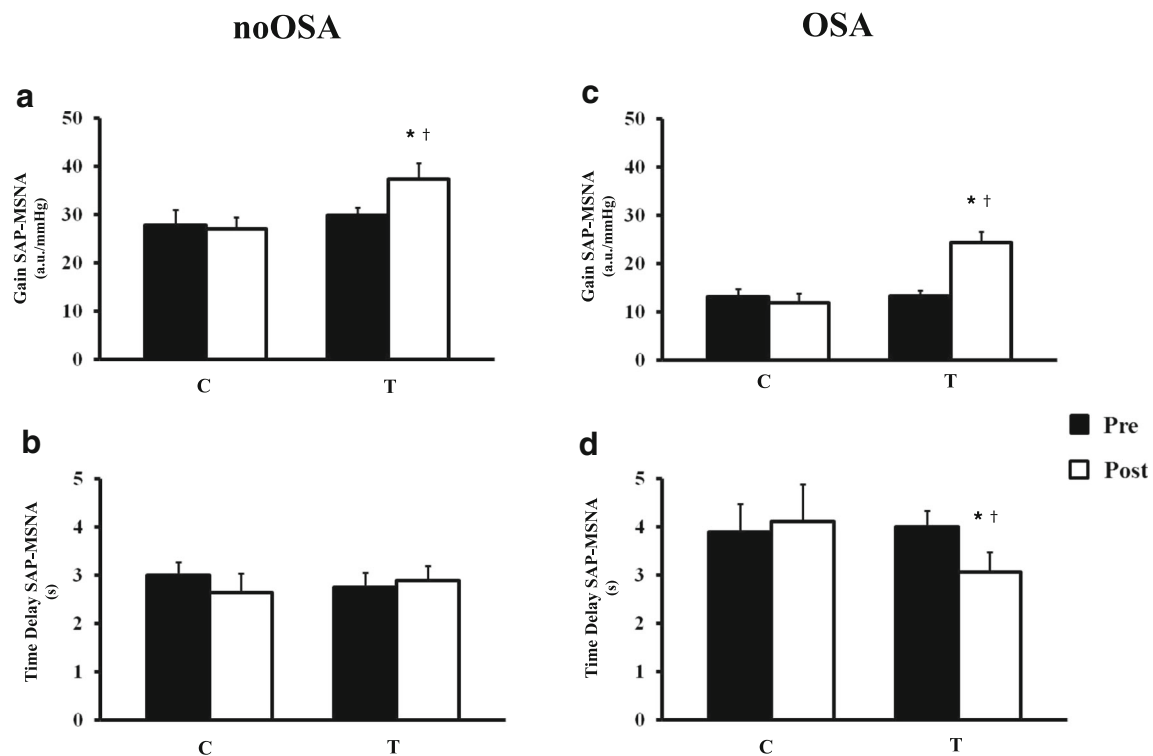 noOSA
OSA
a
50
40
30
20
10
0
Gain SAP-MSNA
(a.u./mmHg)
* †
C
T
c
50
40
30
20
10
0
Gain SAP-MSNA
(a.u./mmHg)
* †
C
T
b
5
4
3
2
1
0
Time Delay SAP-MSNA
(s)
C
T
d
5
4
3
2
1
0
Time Delay SAP-MSNA
(s)
* †
C
T
Pre
Post